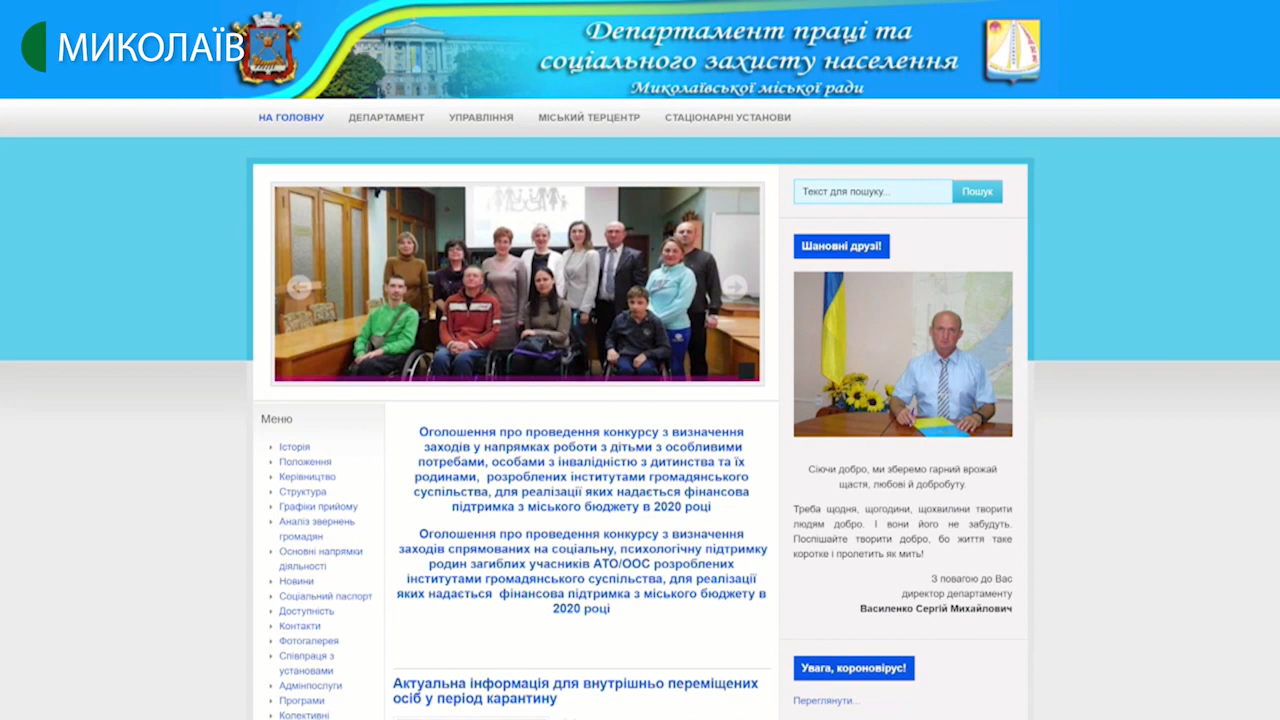 МИКОЛАЇВ
Департамент праці та
соціального захисту населення
Миколаївської міської ради
НА ГОЛОВНУ ДЕПАРТАМЕНТ УПРАВЛІННЯ МІСЬКИЙ ТЕРЦЕНТР СТАЦІОНАРНІ УСТАНОВИ
Текст для пошуку... Пошук
Шановні друзі!
Сіючи добро, ми зберемо гарний врожай
щастя, любові й добробуту.
Треба щодня, щогодини, щохвилини творити
людям добро. І вони його не забудуть.
Поспішайте творити добро, бо життя таке
коротке і пролетить як мить!
З повагою до Вас
директор департаменту
Василенко Сергій Михайлович
Увага, короновірус!
Переглянути...
Меню
Історія
Положення
Керівництво
Структура
Графіки прийому
Аналіз звернень
громадян
Основні напрямки
діяльності
Новини
Соціальний паспорт
Доступність
Контакти
Фотогалерея
Співпраця з
установами
Адмінпослуги
Програми
Колективні
Оголошення про проведення конкурсу з визначення
заходів у напрямках роботи з дітьми з особливими
потребами, особами з інвалідністю з дитинства та їх
родинами, розроблених інститутами громадянського
суспільства, для реалізації яких надається фінансова
підтримка з міського бюджету в 2020 році
Оголошення про проведення конкурсу з визначення
заходів спрямованих на соціальну, психологічну підтримку
родин загиблих учасників АТО/ООС розроблених
інститутами громадянського суспільства, для реалізації
яких надається фінансова підтримка з міського бюджету в
2020 році
Актуальна інформація для внутрішньо переміщених
осіб у період карантину